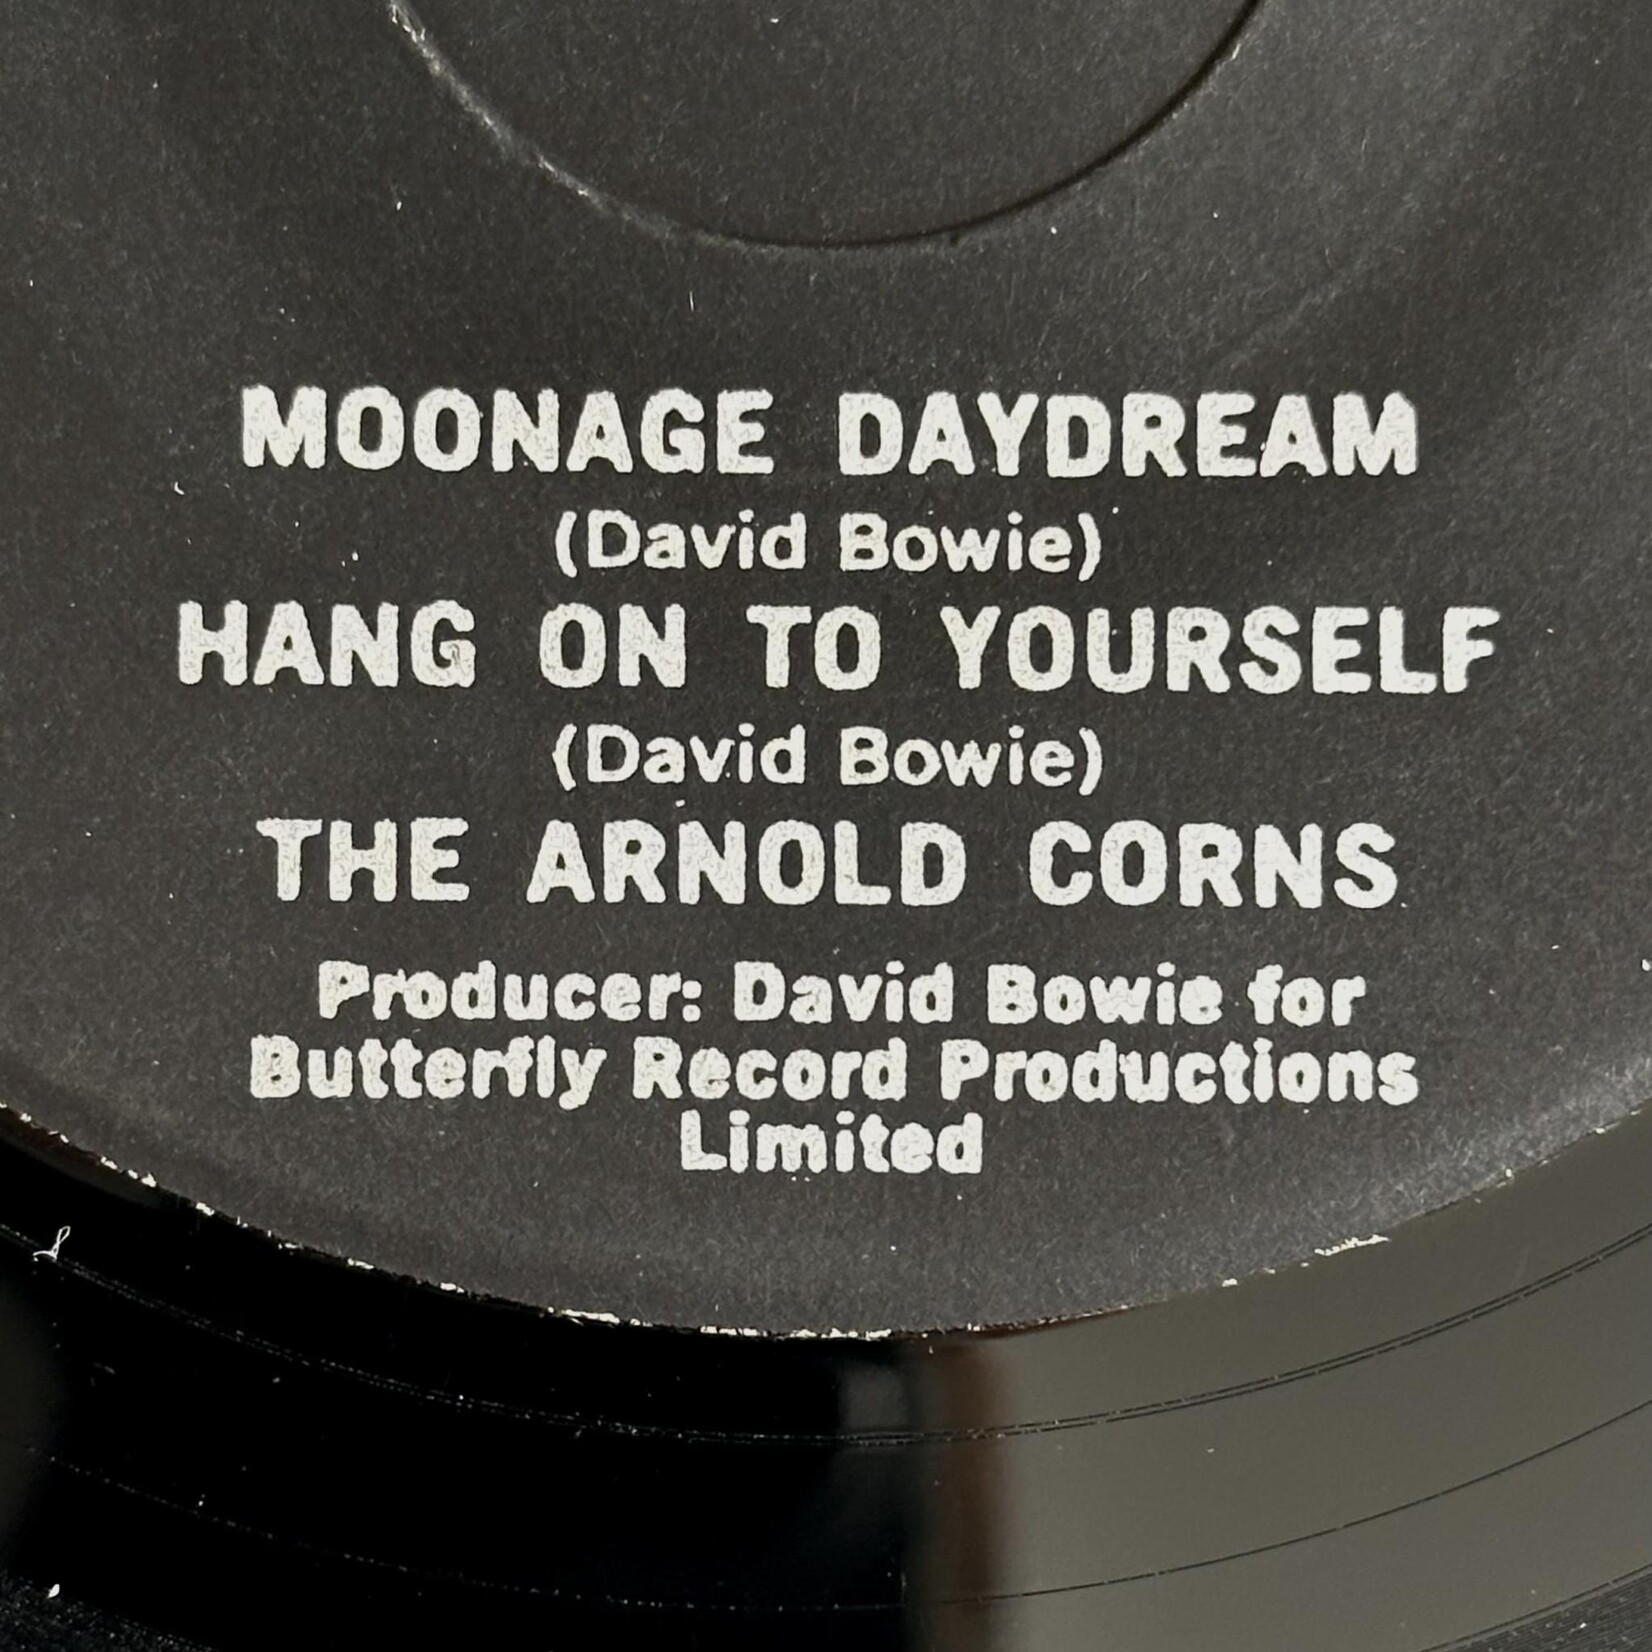 MOONAGE DAYDREAM
(David Bowie)
HANG ON TO YOURSELF
(David Bowie)
THE ARNOLD CORNS
Producer: David Bowie for
Butterfly Record Productions
Limited